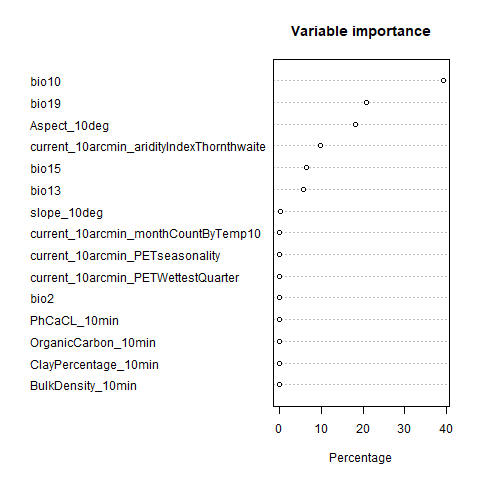 Variable importance
bio10
bio19
Aspect_10deg
current_10arcmin_aridityIndexThornthwaite
bio15
bio13
slope_10deg
current_10arcmin_monthCountByTemp10
current_10arcmin_PETseasonality
current_10arcmin_PETWettestQuarter
bio2
PhCaCL_10min
OrganicCarbon_10min
ClayPercentage_10min
BulkDensity_10min
0 10 20 30 40
Percentage